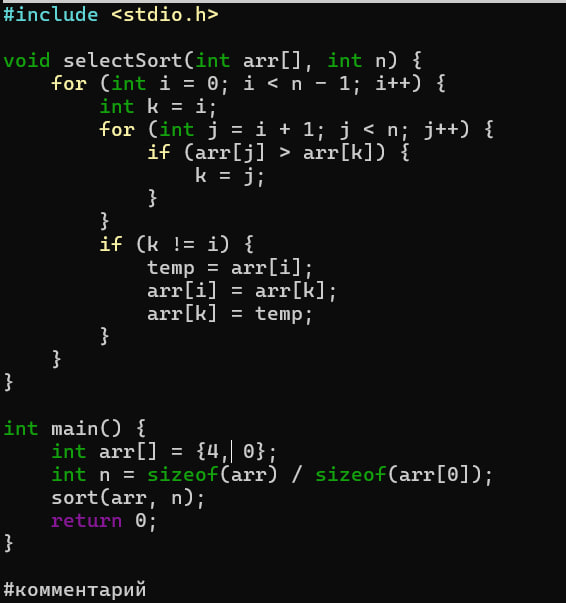 #include <stdio.h>

void selectSort(int arr[], int n) {
    for (int i = 0; i < n - 1; i++) {
        int k = i;
        for (int j = i + 1; j < n; j++) {
            if (arr[j] > arr[k]) {
                k = j;
            }
        }
        if (k != i) {
            temp = arr[i];
            arr[i] = arr[k];
            arr[k] = temp;
        }
    }
}

int main() {
    int arr[] = {4, 0};
    int n = sizeof(arr) / sizeof(arr[0]);
    sort(arr, n);
    return 0;
}

#комментарий